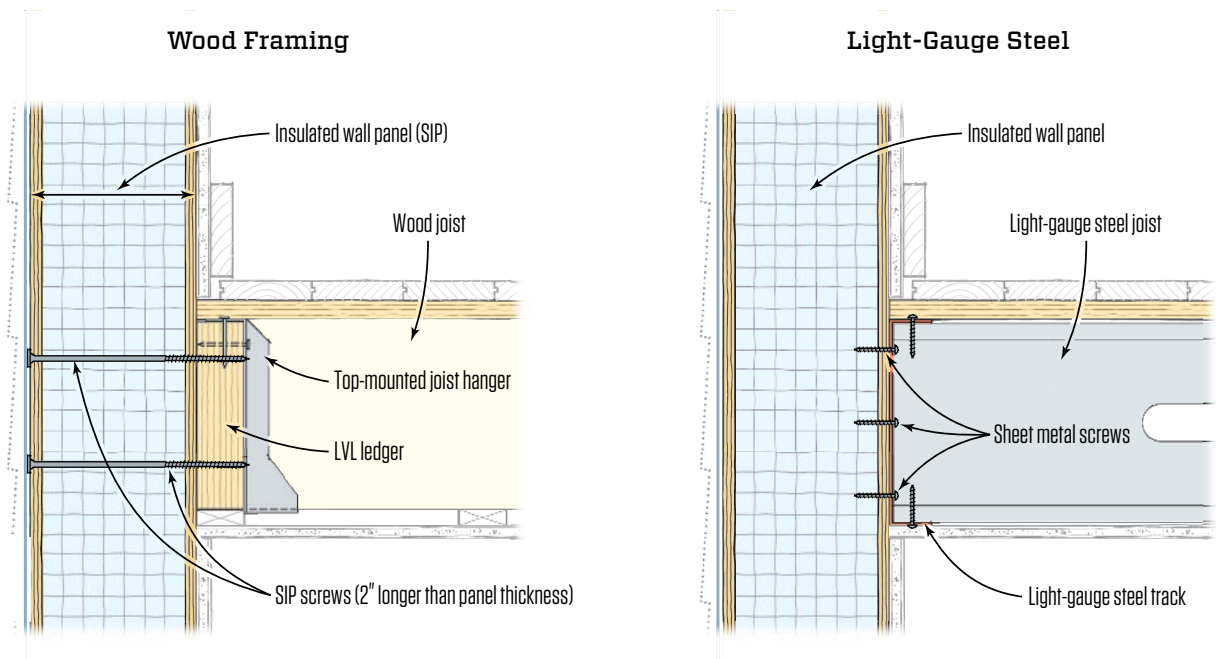 Wood Framing
Insulated wall panel (SIP)
Wood joist
Top-mounted joist hanger
LVL ledger
SIP screws (2" longer than panel thickness)
Light-Gauge Steel
Insulated wall panel
Light-gauge steel joist
Sheet metal screws
Light-gauge steel track